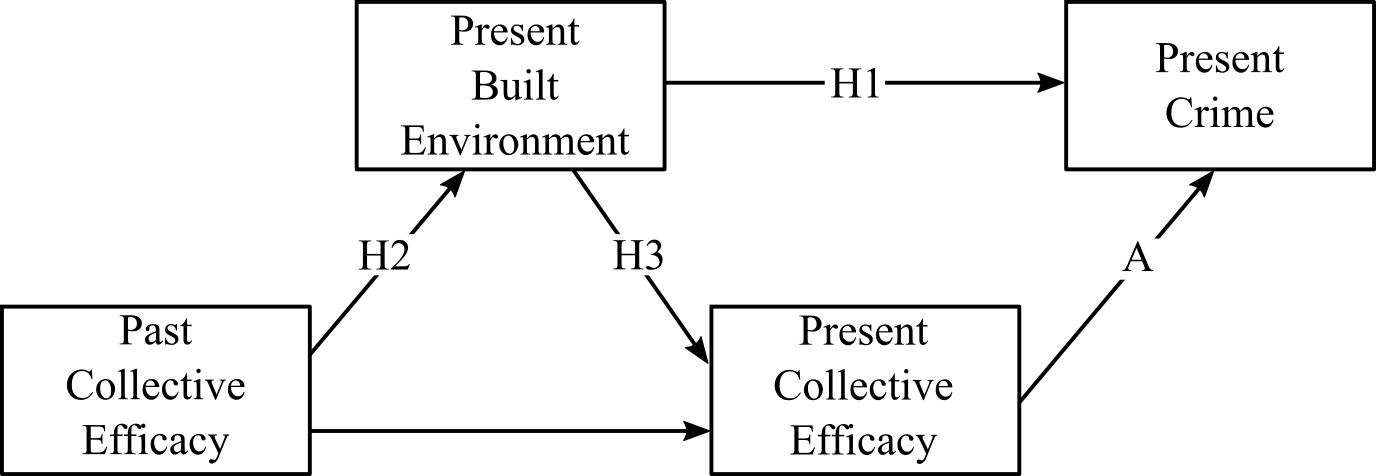 Present
Built
Environment
H1
Present
Crime
H2
H3
A
Past
Collective
Efficacy
Present
Collective
Efficacy